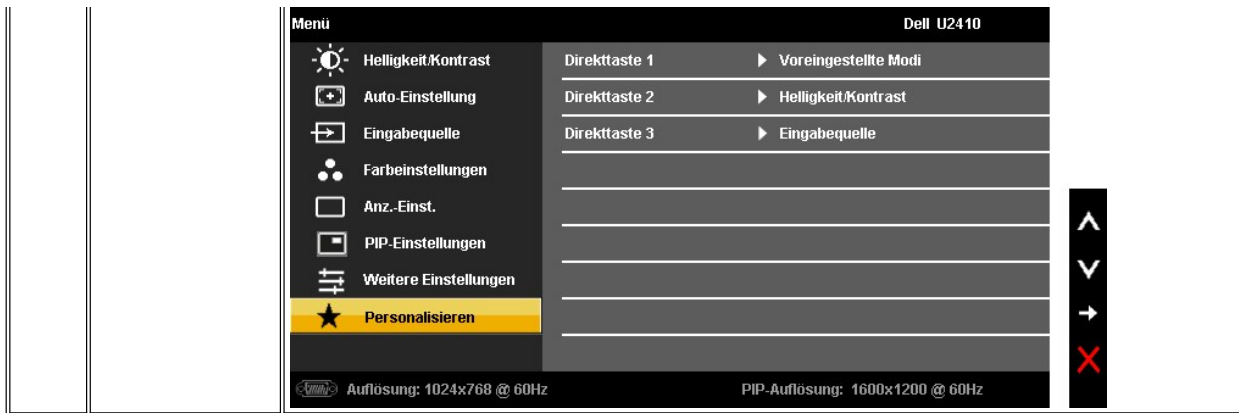 Menü Dell U2410
Helligkeit/Kontrast Direkttaste 1 Voreingestellte Modi
Auto-Einstellung Direkttaste 2 Helligkeit/Kontrast
Eingabequelle Direkttaste 3 Eingabequelle
Farbeinstellungen
Anz.-Einst.
PIP-Einstellungen
Weitere Einstellungen
Personalisieren
Auflösung: 1024x768 @ 60Hz PIP-Auflösung: 1600x1200 @ 60Hz